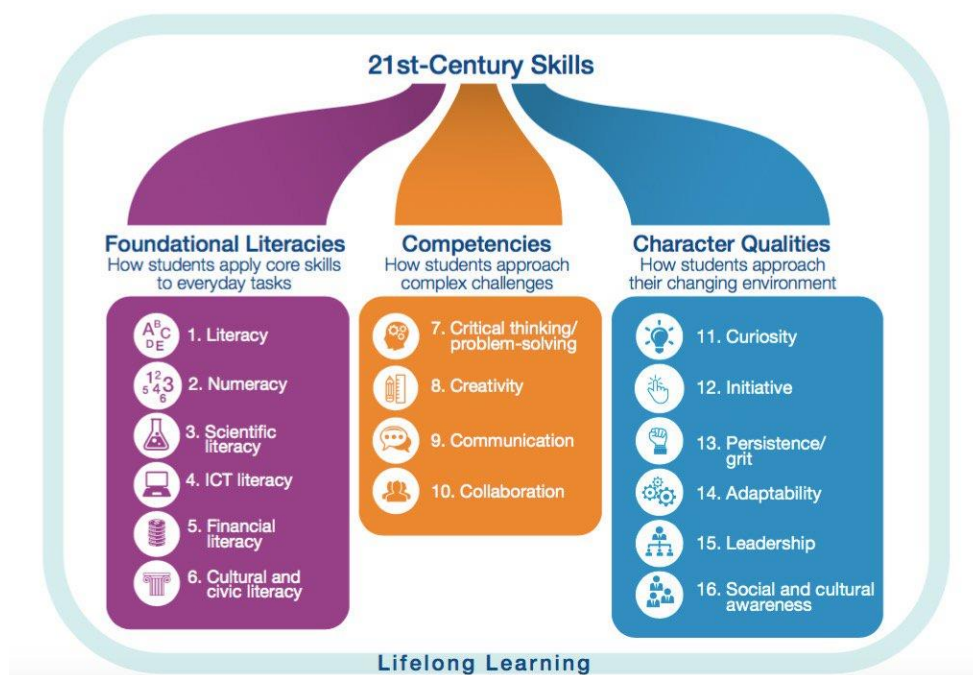 21st-Century Skills
Foundational Literacies
How students apply core skills
to everyday tasks
ABCDE
1. Literacy
123456
2. Numeracy
3. Scientific
literacy
4. ICT literacy
5. Financial
literacy
6. Cultural and
civic literacy
Competencies
How students approach
complex challenges
7. Critical thinking/
problem-solving
8. Creativity
9. Communication
10. Collaboration
Character Qualities
How students approach
their changing environment
11. Curiosity
12. Initiative
13. Persistence/
grit
14. Adaptability
15. Leadership
16. Social and cultural
awareness
Lifelong Learning